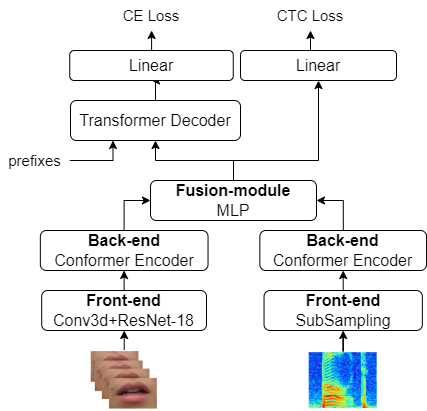 CE Loss
CTC Loss
Linear
Linear
Transformer Decoder
prefixes
Fusion-module
MLP
Back-end
Conformer Encoder
Back-end
Conformer Encoder
Front-end
Conv3d+ResNet-18
Front-end
SubSampling